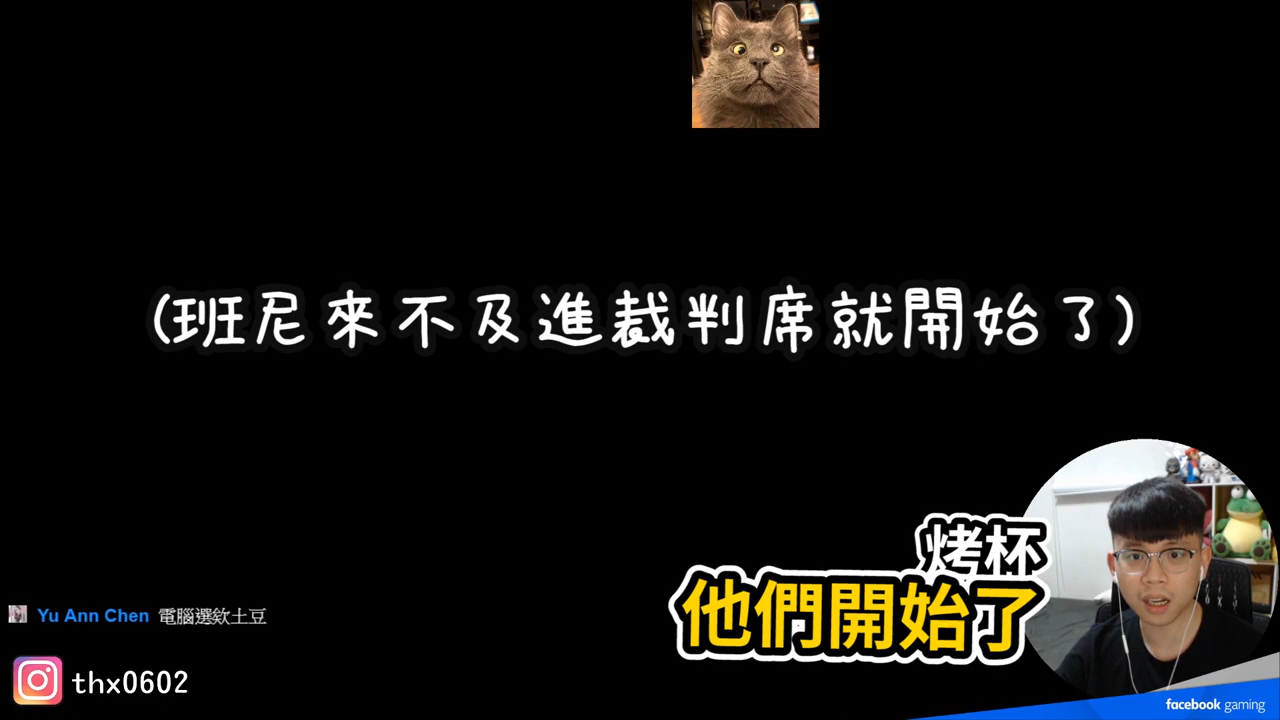 (班尼來不及進裁判席就開始了)
烤杯
他們開始了
Yu Ann Chen 電腦選欸土豆
thx0602
facebook gaming